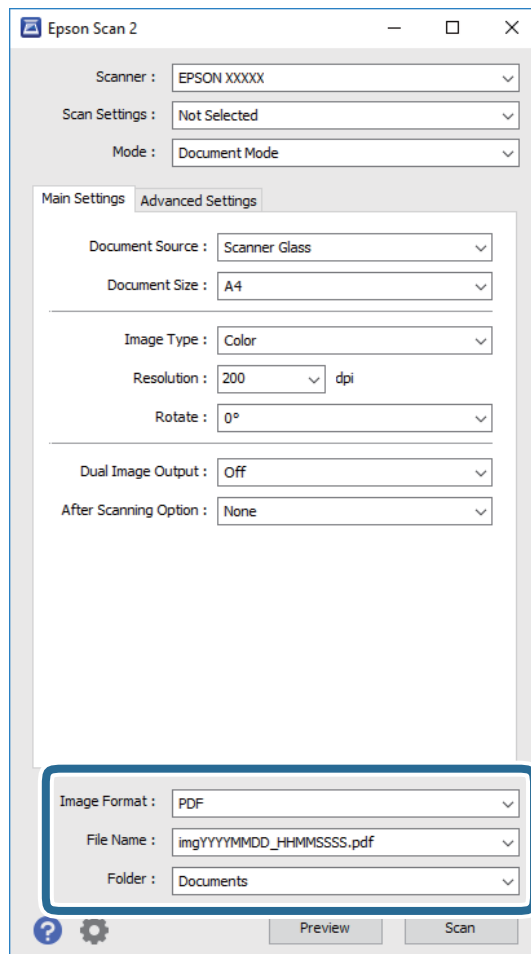 Epson Scan 2
Scanner : EPSON XXXXX
Scan Settings : Not Selected
Mode : Document Mode
Main Settings Advanced Settings
Document Source : Scanner Glass
Document Size : A4
Image Type : Color
Resolution : 200 dpi
Rotate : 0°
Dual Image Output : Off
After Scanning Option : None
Image Format : PDF
File Name : imgYYYYMMDD_HHMMSSSS.pdf
Folder : Documents
? Preview Scan